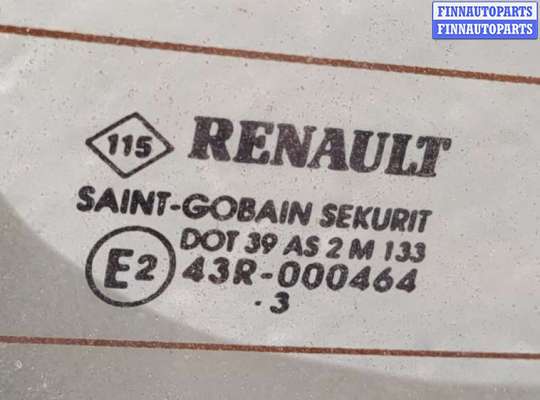 FINNAUTOPARTS
FINNAUTOPARTS
115 RENAULT
SAINT-GOBAIN SEKURIT
DOT 39 AS 2 M 133
E2 43R-000464
.3